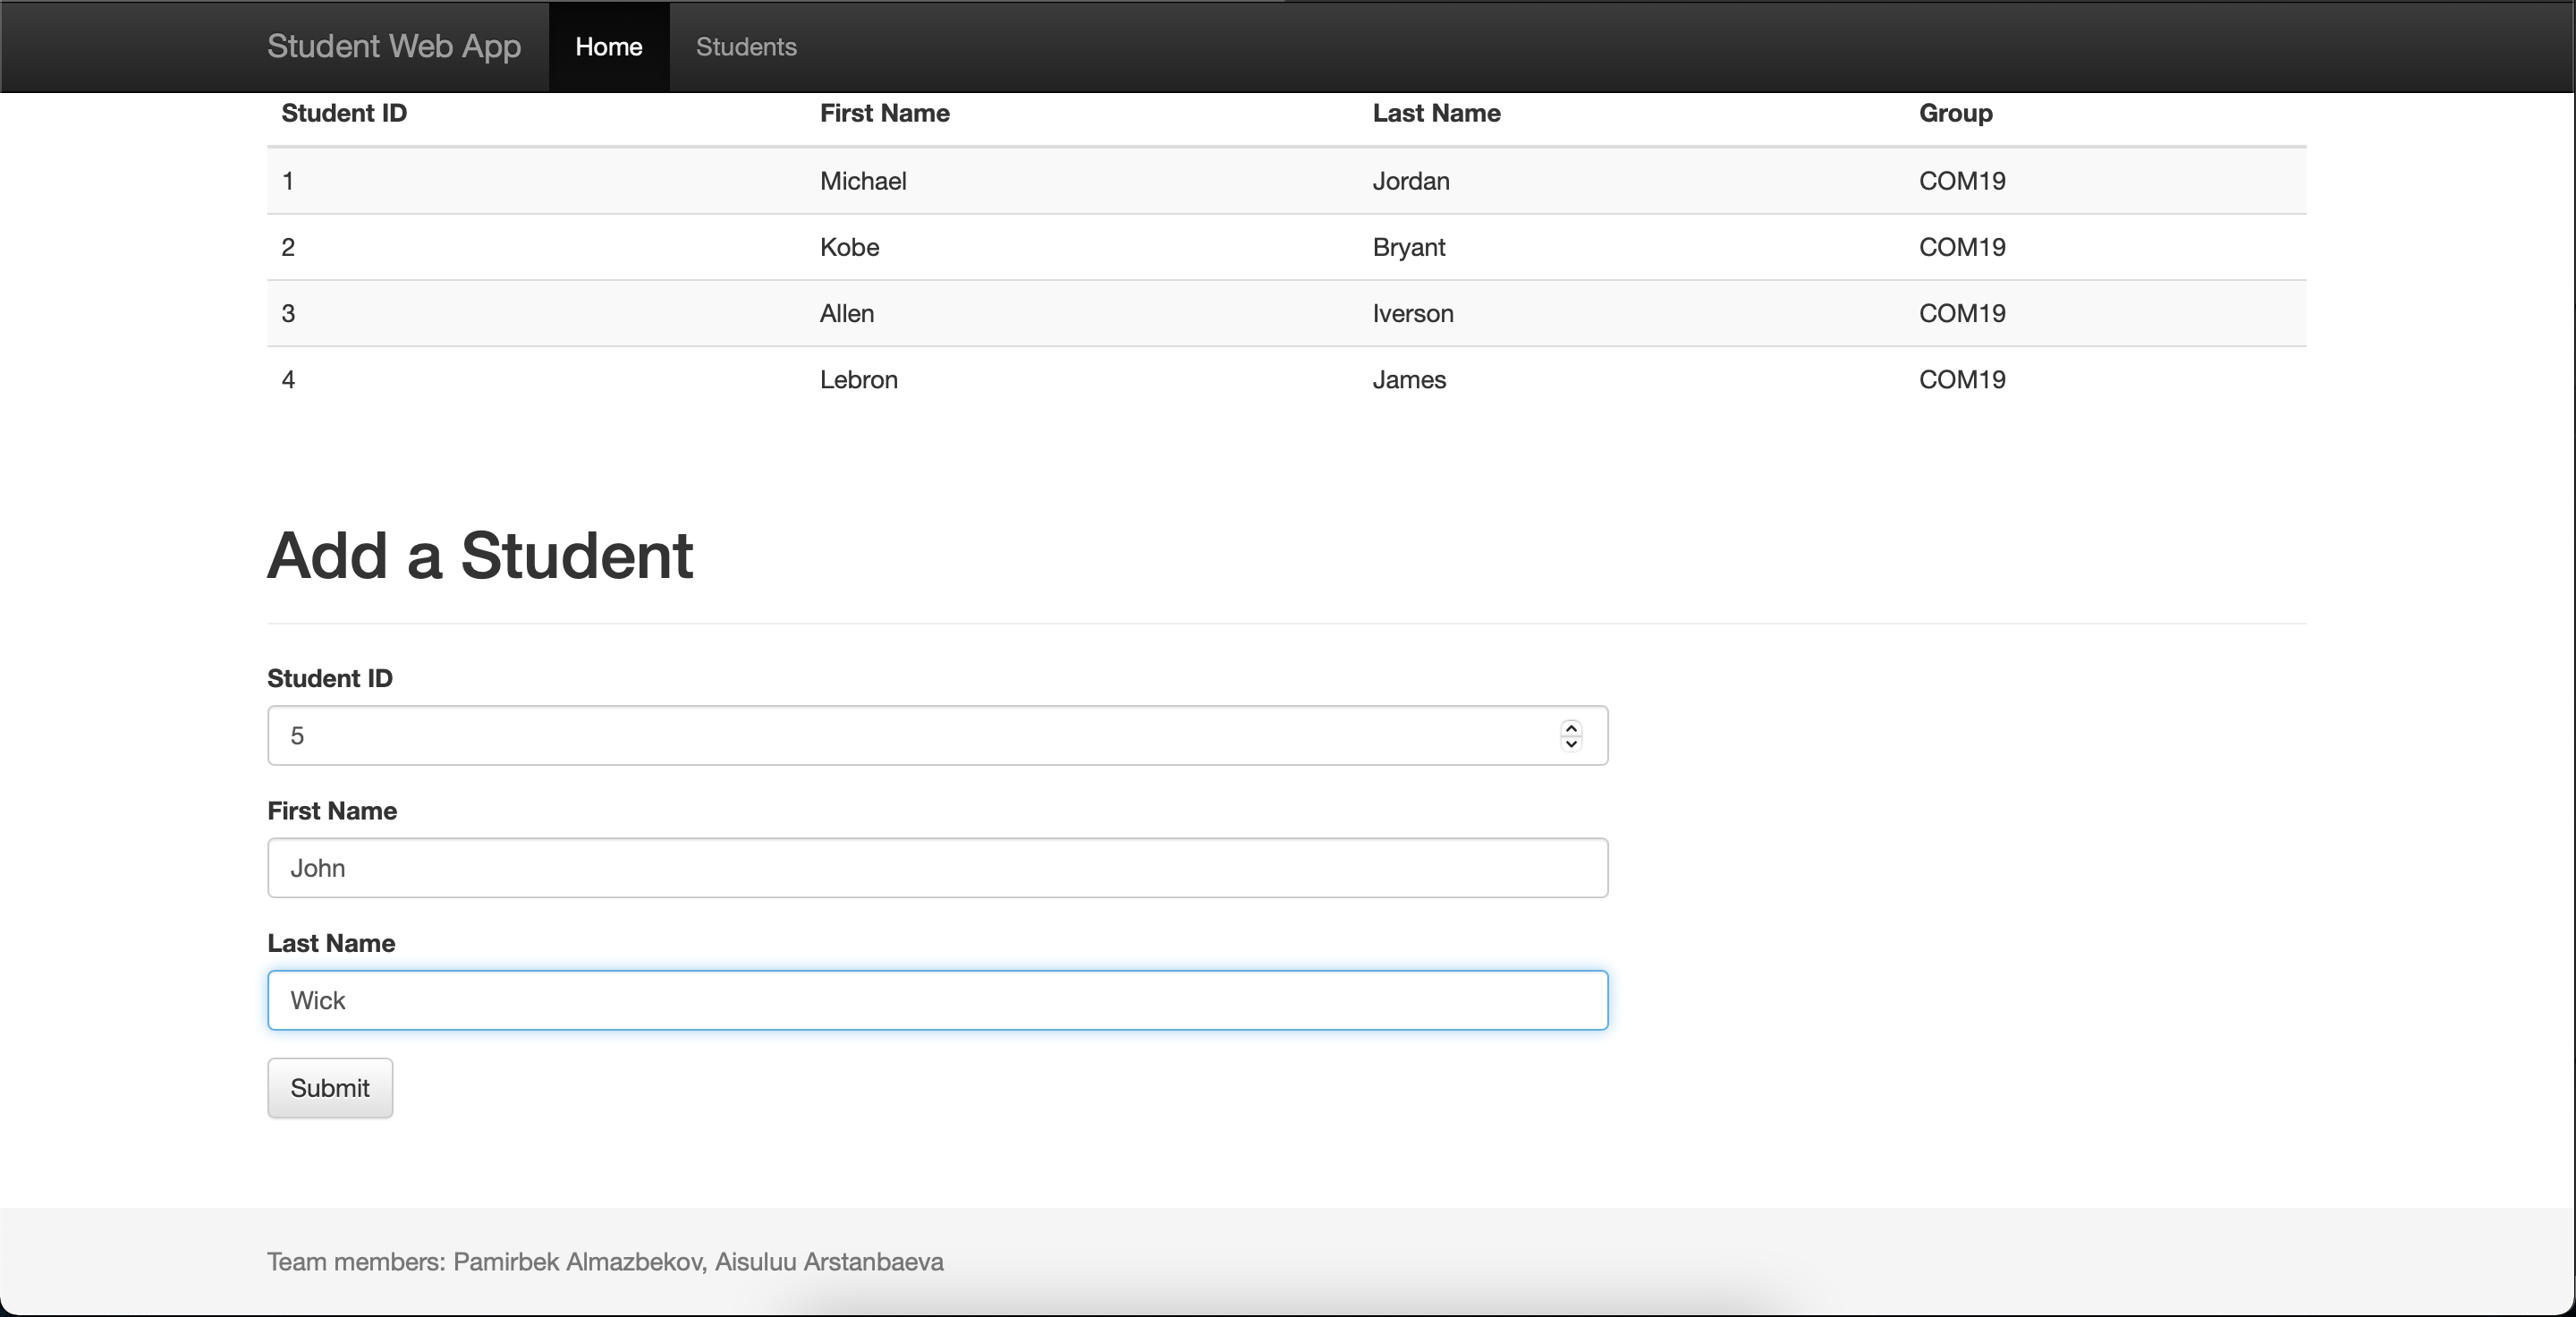 Student Web App Home Students
Student ID First Name Last Name Group
1 Michael Jordan COM19
2 Kobe Bryant COM19
3 Allen Iverson COM19
4 Lebron James COM19
Add a Student
Student ID
5
First Name
John
Last Name
Wick
Submit
Team members: Pamirbek Almazbekov, Aisuluu Arstanbaeva